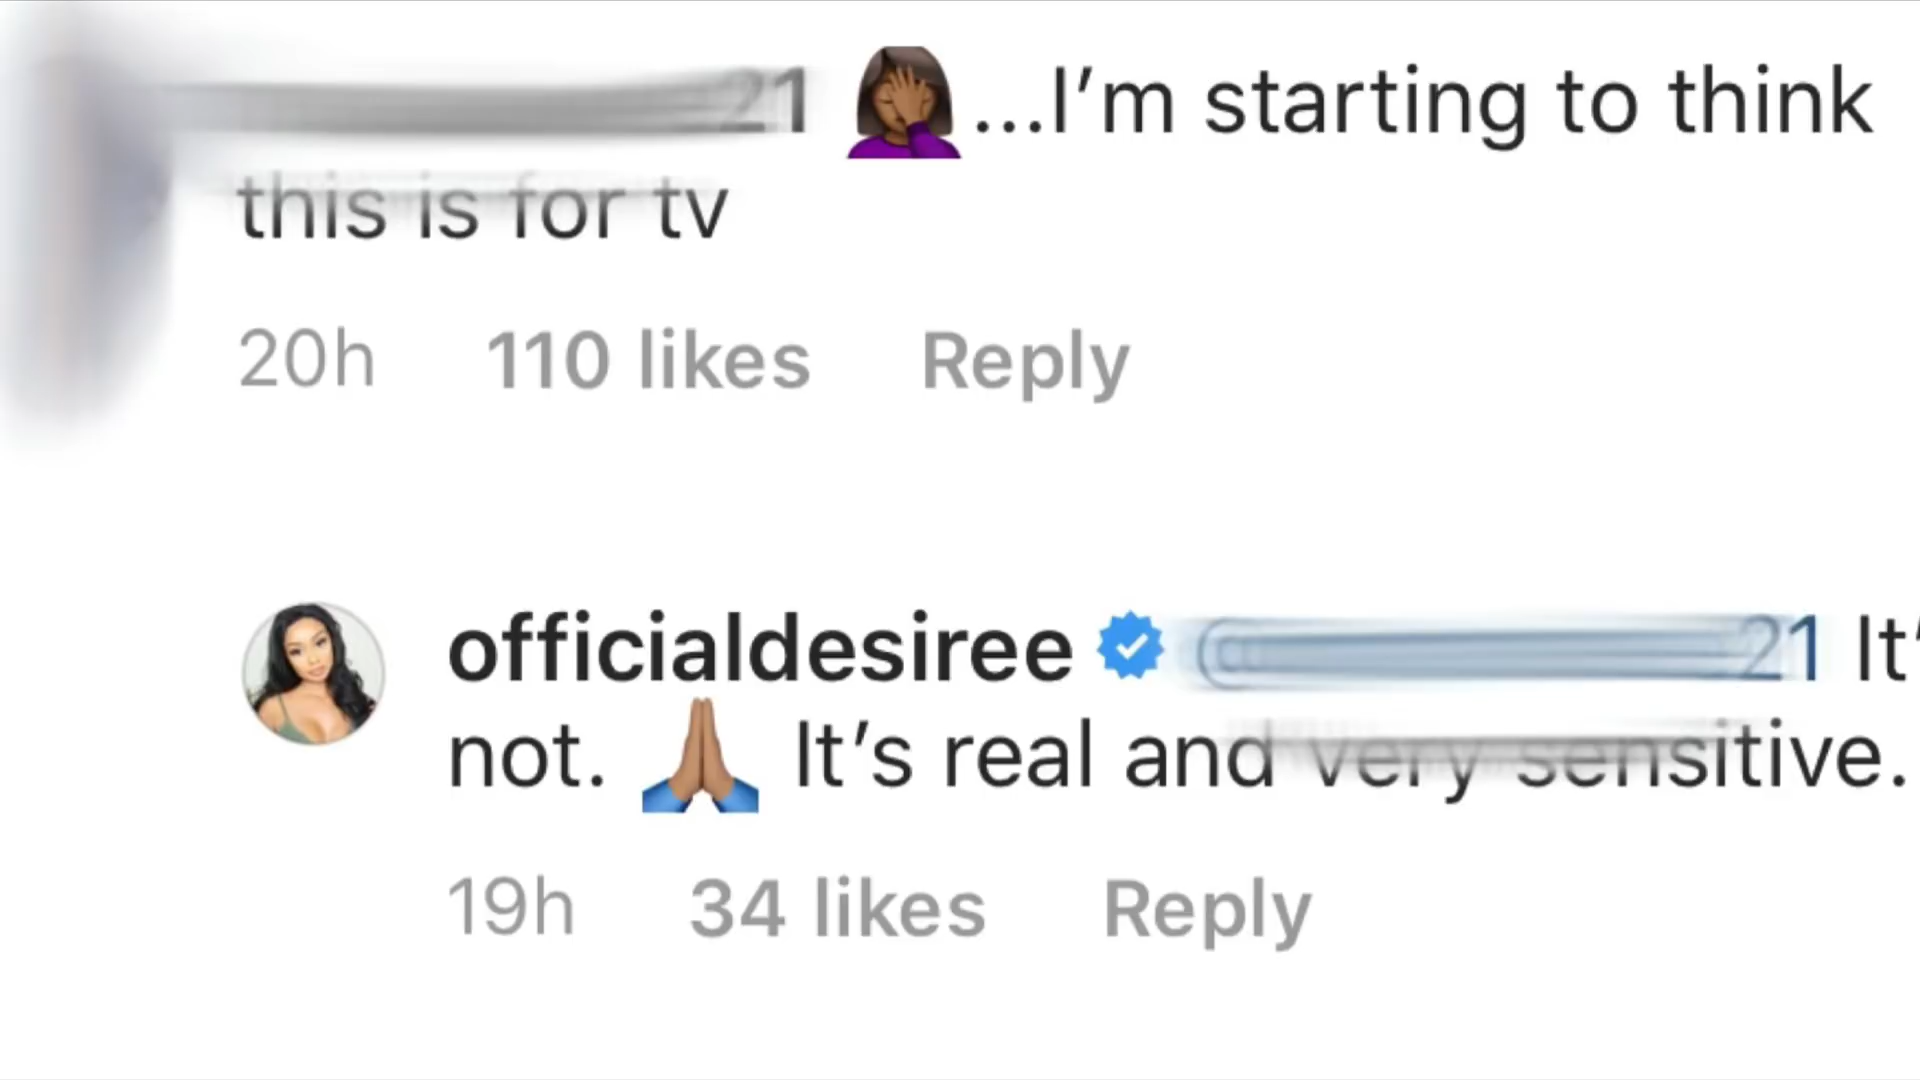 21 🤦🏾‍♀️...I'm starting to think
this is for tv
20h 110 likes Reply
officialdesiree 21 It'
not. 🙏🏽 It's real and very sensitive.
19h 34 likes Reply